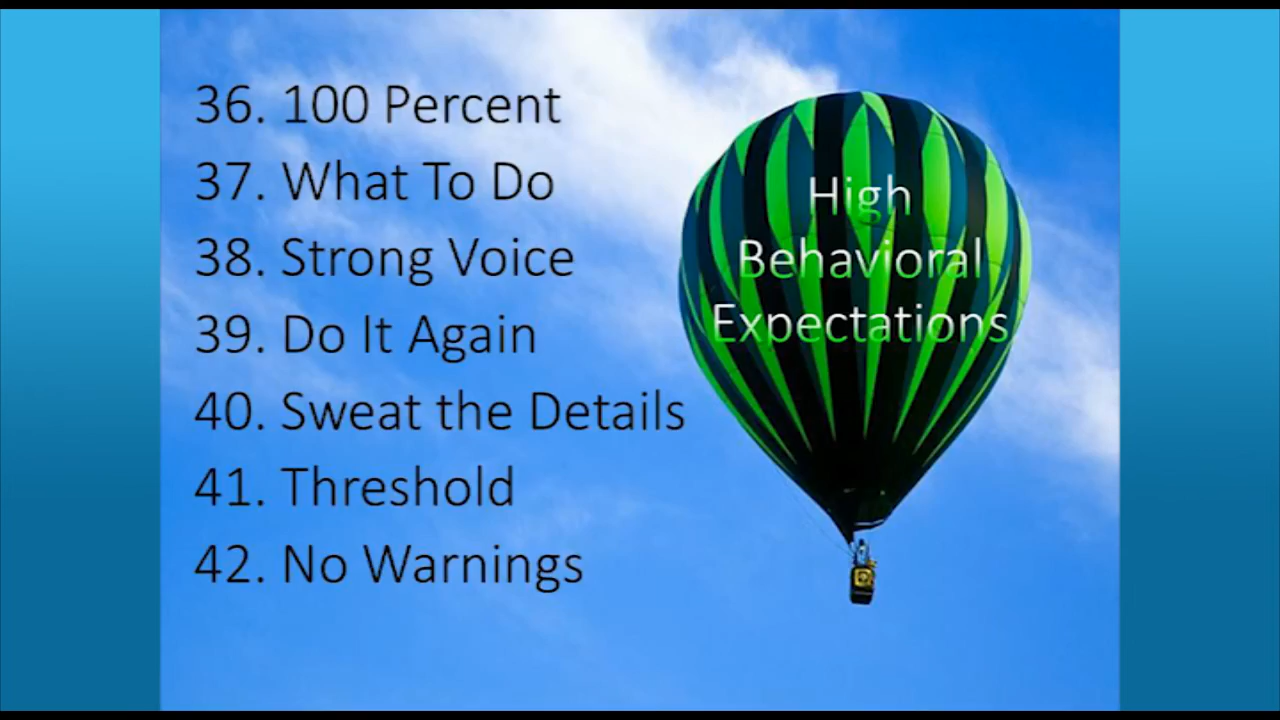 36. 100 Percent
37. What To Do
38. Strong Voice
39. Do It Again
40. Sweat the Details
41. Threshold
42. No Warnings
High
Behavioral
Expectations